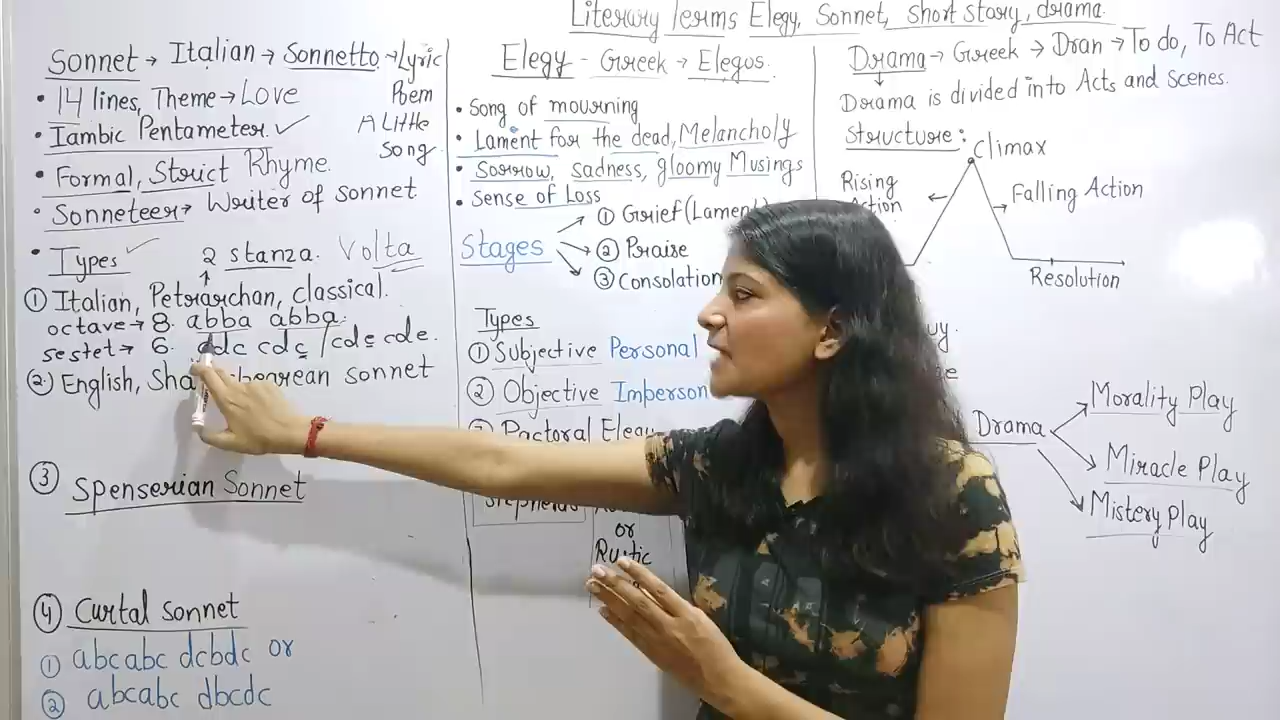 Literary Terms Elegy, Sonnet, short story, drama.
Sonnet → Italian → Sonnetto → Lyric
Poem
A Little
Song.
• 14 lines, Theme → Love
• Iambic Pentameter. ✓
• Formal, Strict Rhyme.
• Sonneteer → Writer of sonnet
• Types ✓
2 stanza. Volta
① Italian, Petrarchan, classical.
octave → 8. abba abba.
sestet → 6. cdc cdc / cde cde.
② English, sonnet
③ Spenserian Sonnet
④ Curtal sonnet
① abcabc dcbdc or
② abcabc dbcdc
Elegy - Greek → Elegos.
• Song of mourning
• Lament for the dead, Melancholy
• Sorrow, sadness, gloomy Musings
• Sense of Loss
Stages
① Grief (Lament)
② Praise
③ Consolation
Types
① Subjective Personal
② Objective Imperson
Pactoral Elegy
or
Rustic
Drama → Greek → Dran → To do, To Act
Drama is divided into Acts and Scenes.
Structure:
Climax
Rising
Action
Falling Action
Resolution
Drama
Morality Play
Miracle Play
Mistery Play